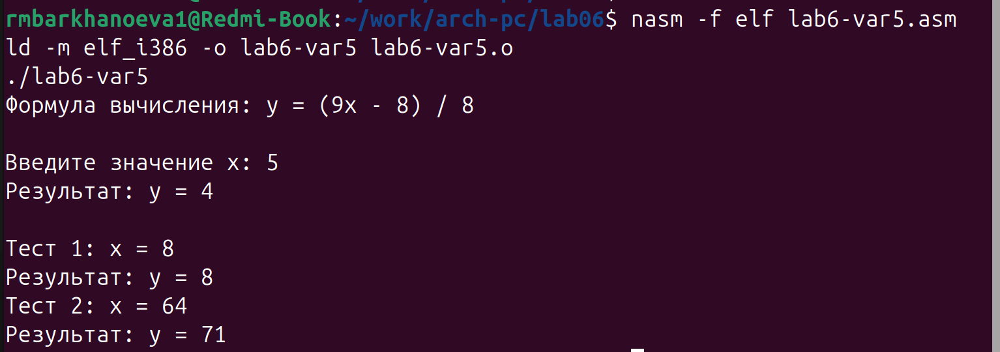 rmbarkhanoeva1@Redmi-Book:~/work/arch-pc/lab06$ nasm -f elf lab6-var5.asm
ld -m elf_i386 -o lab6-var5 lab6-var5.o
./lab6-var5
Формула вычисления: y = (9x - 8) / 8
Введите значение x: 5
Результат: y = 4
Тест 1: x = 8
Результат: y = 8
Тест 2: x = 64
Результат: y = 71